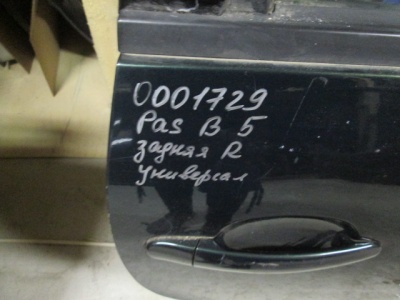 0001729
Pas B 5
задняя R
универсал